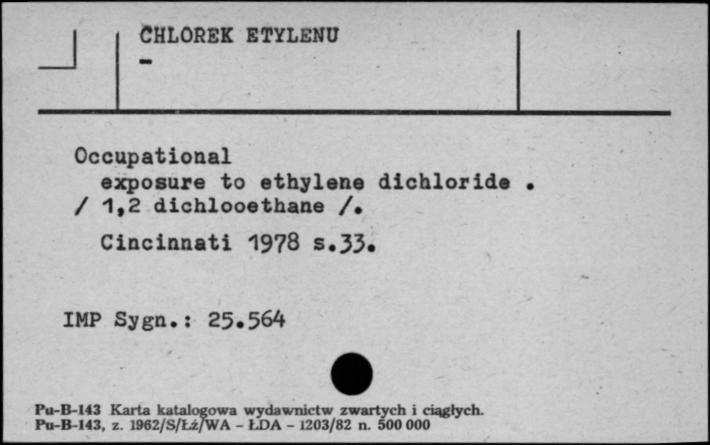 CHLOREK ETYLENU
-
Occupational
exposure to ethylene dichloride .
/ 1,2 dichlooethane /.
Cincinnati 1978 s.33.
IMP Sygn.: 25.564
Pu-B-143 Karta katalogowa wydawnictw zwartych i ciągłych.
Pu-B-143, z. 1962/S/Łż/WA - ŁDA - 1203/82 n. 500 000